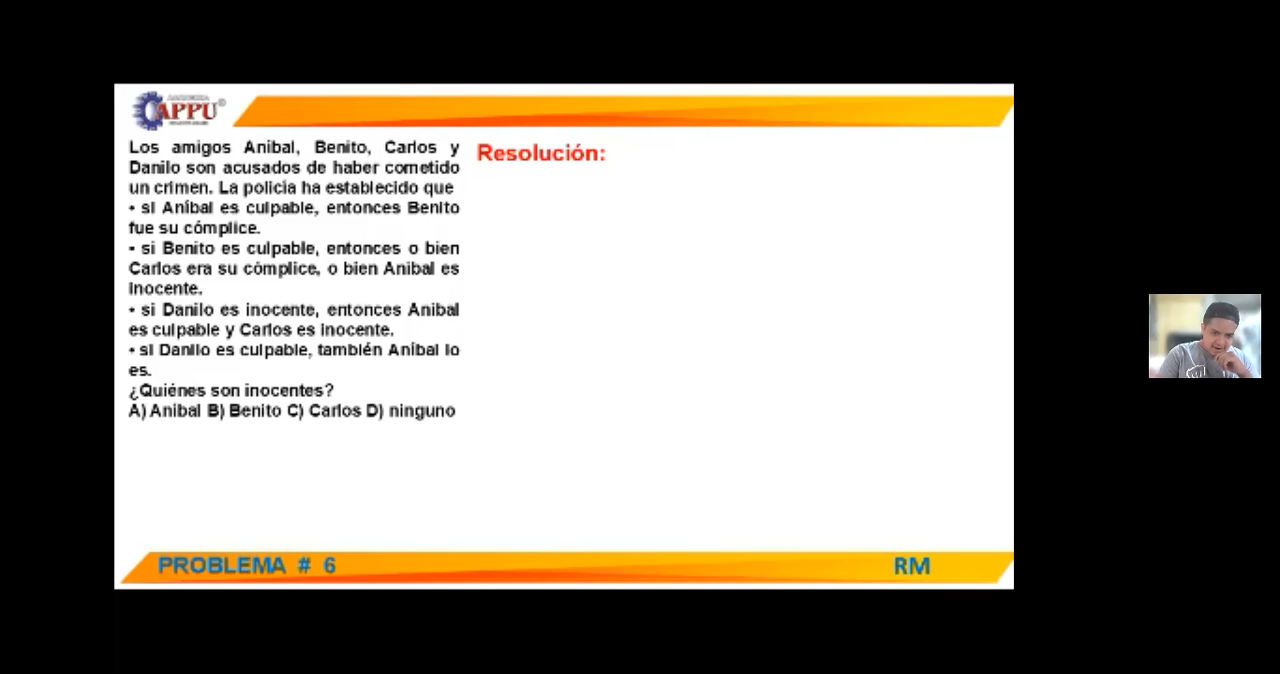 APPU
Los amigos Aníbal, Benito, Carlos y
Danilo son acusados de haber cometido
un crimen. La policía ha establecido que
• si Aníbal es culpable, entonces Benito
fue su cómplice.
• si Benito es culpable, entonces o bien
Carlos era su cómplice, o bien Aníbal es
inocente.
• si Danilo es inocente, entonces Aníbal
es culpable y Carlos es inocente.
• si Danilo es culpable, también Aníbal lo
es.
¿Quiénes son inocentes?
A) Aníbal B) Benito C) Carlos D) ninguno
Resolución:
PROBLEMA # 6
RM